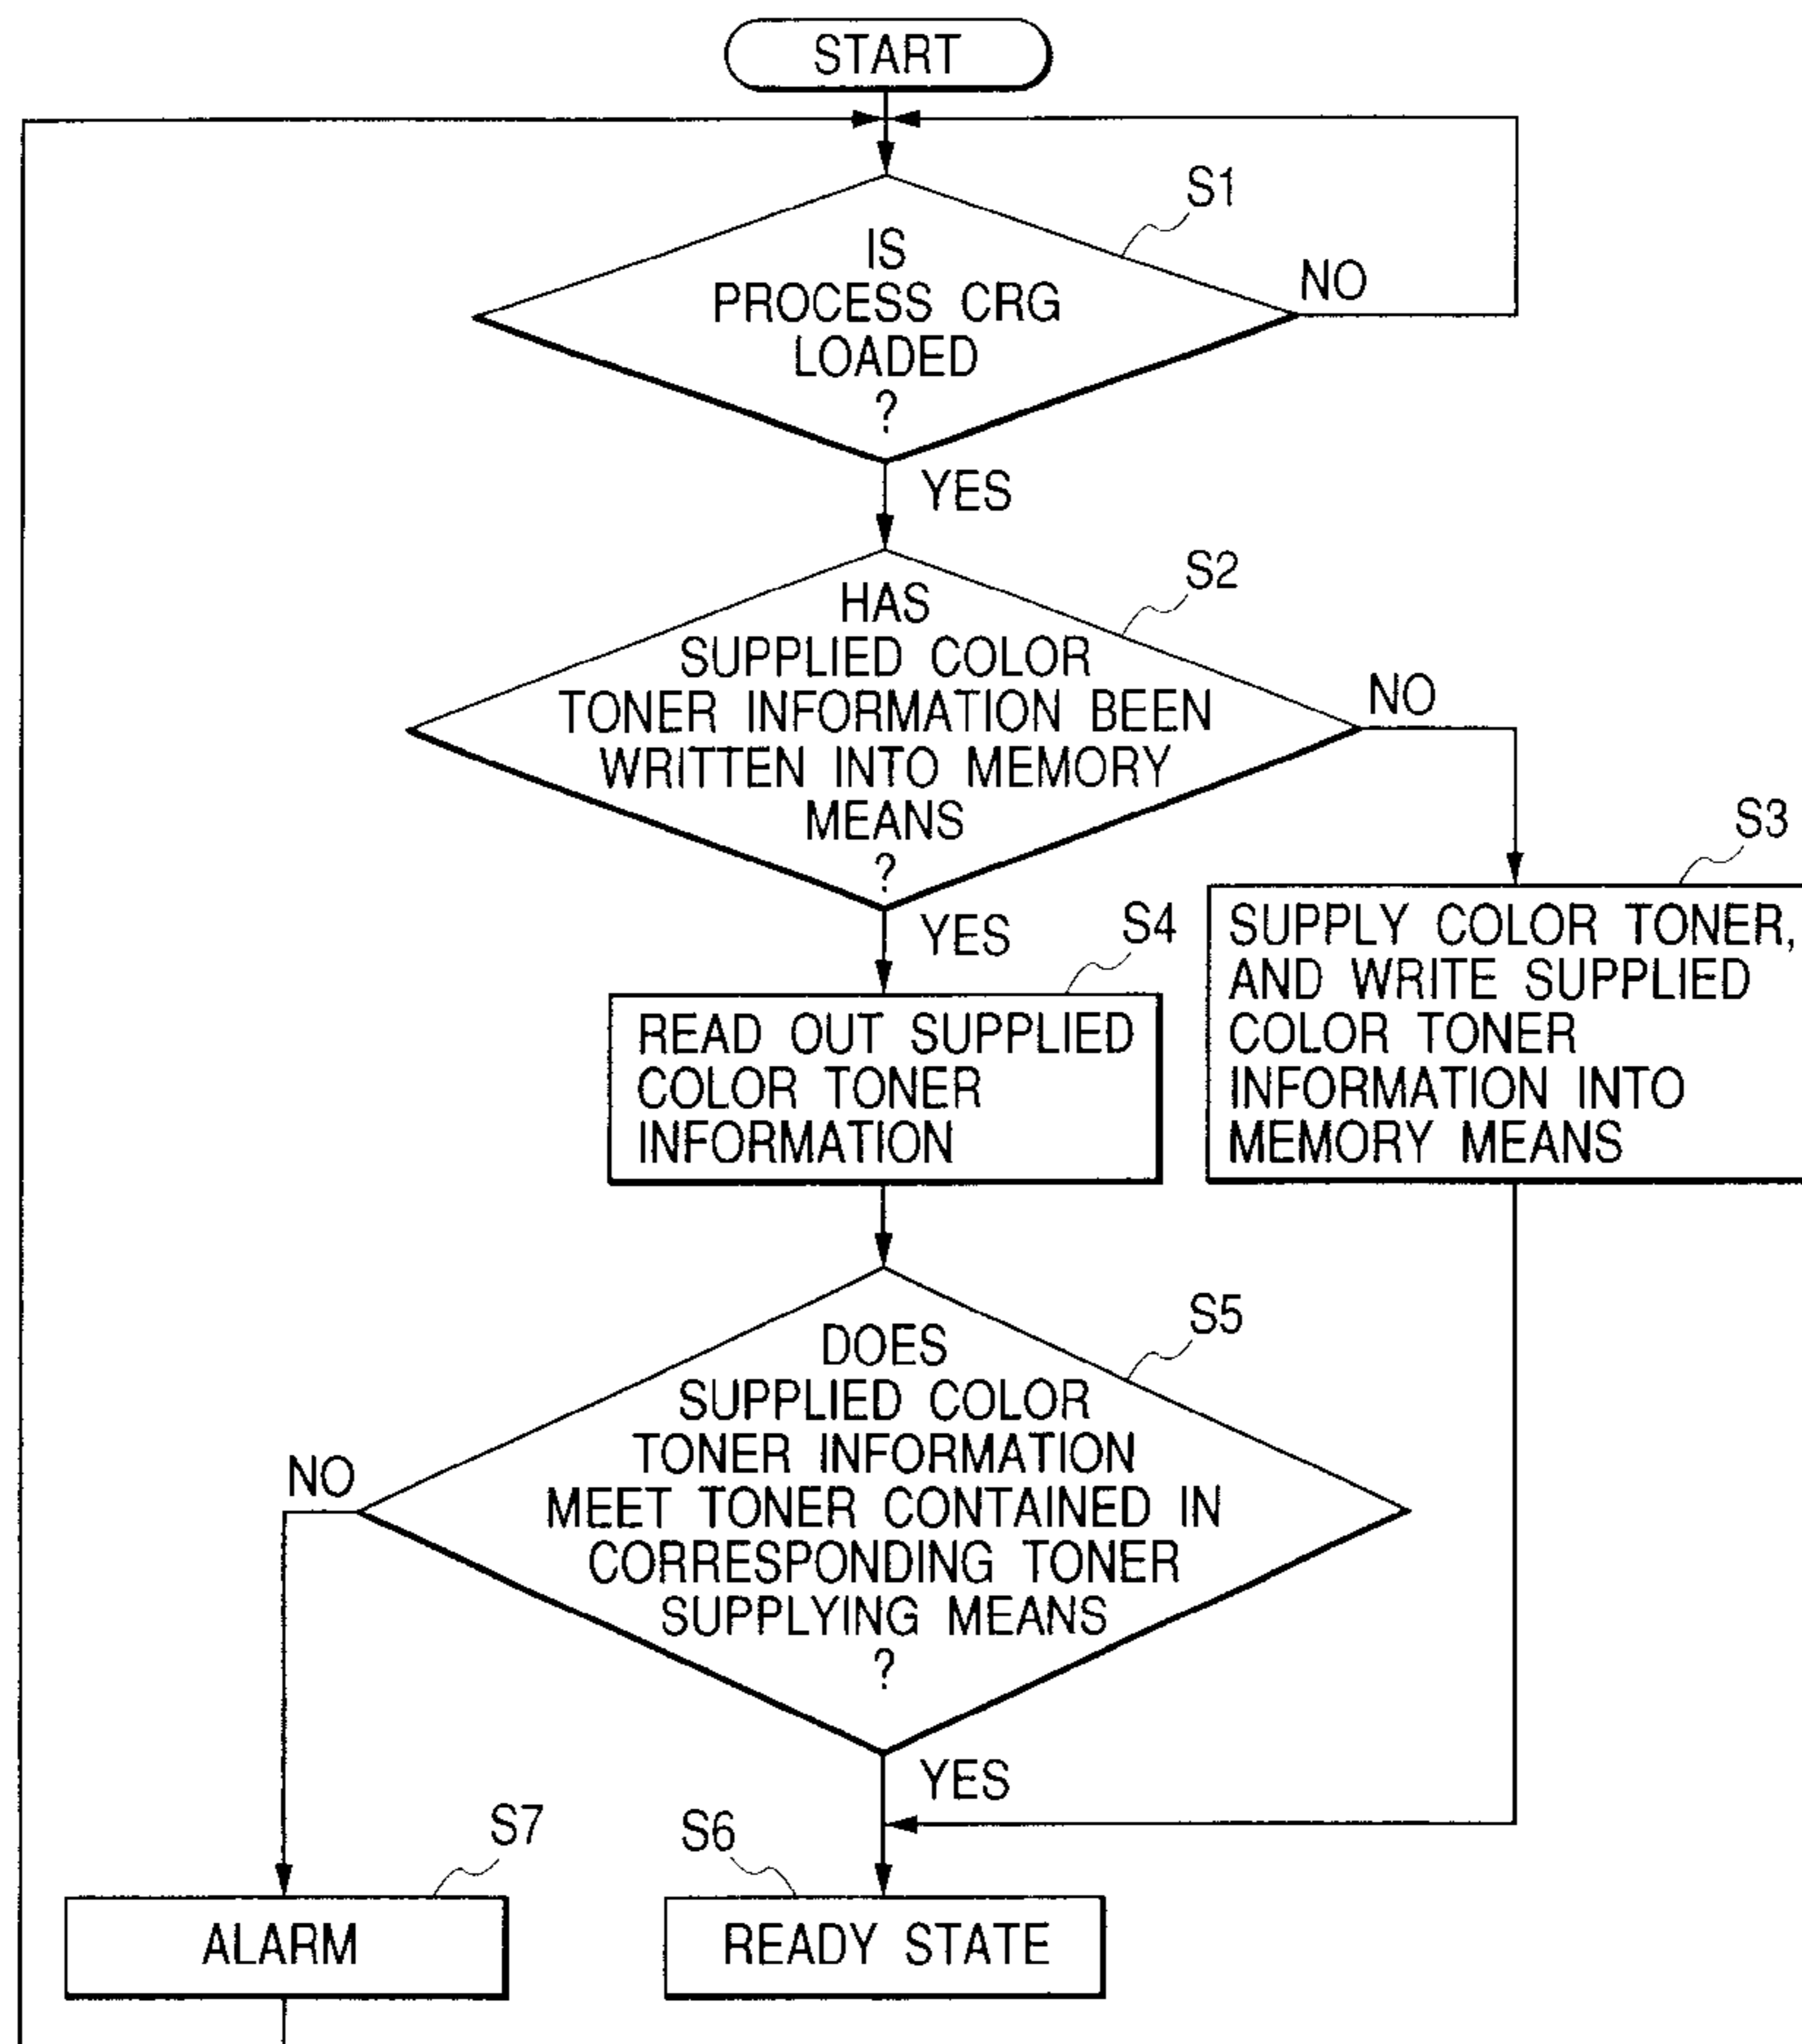 START
S1
IS
PROCESS CRG
LOADED
?
NO
YES
S2
HAS
SUPPLIED COLOR
TONER INFORMATION BEEN
WRITTEN INTO MEMORY
MEANS
?
NO
YES
S3
SUPPLY COLOR TONER,
AND WRITE SUPPLIED
COLOR TONER
INFORMATION INTO
MEMORY MEANS
S4
READ OUT SUPPLIED
COLOR TONER
INFORMATION
S5
DOES
SUPPLIED COLOR
TONER INFORMATION
MEET TONER CONTAINED IN
CORRESPONDING TONER
SUPPLYING MEANS
?
NO
YES
S7
ALARM
S6
READY STATE